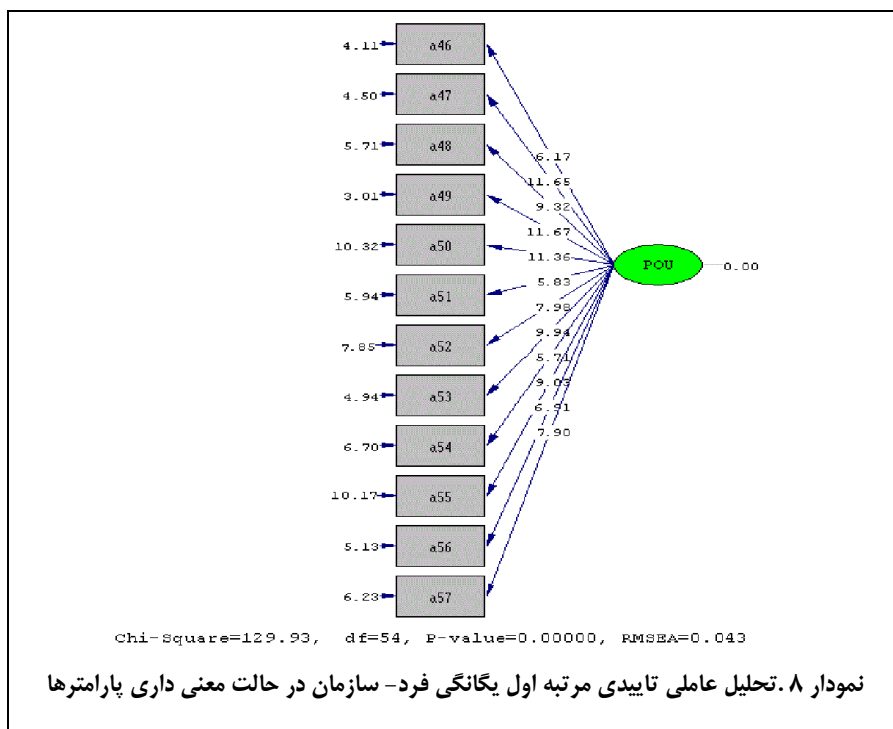 4.11 a46
4.50 a47
5.71 a48
3.01 a49
10.32 a50
5.94 a51
7.85 a52
4.94 a53
6.70 a54
10.17 a55
5.13 a56
6.23 a57
6.17
11.65
9.32
11.67
11.36
5.83
7.98
9.94
5.71
9.03
6.91
7.90
POU 0.00
Chi-Square=129.93, df=54, P-value=0.00000, RMSEA=0.043
نمودار ۸ .تحلیل عاملی تاییدی مرتبه اول یگانگی فرد- سازمان در حالت معنی داری پارامترها